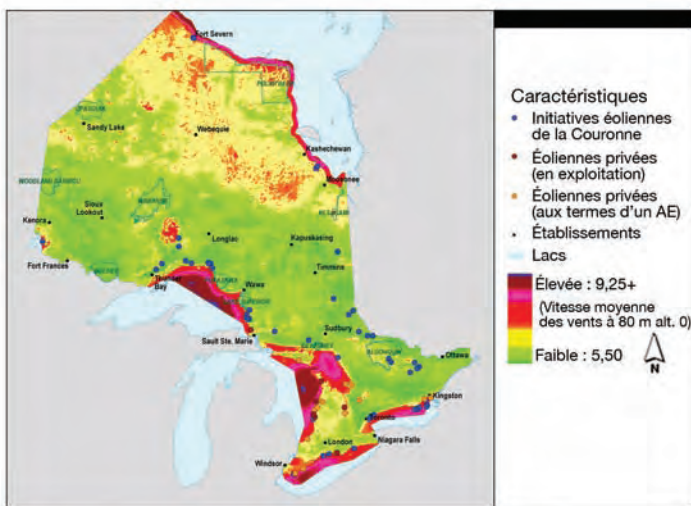 Fort Severn
Sandy Lake
Webequie
Kashechewan
Moosonee
Sioux
Lookout
Kenora
Longlac
Kapuskasing
Fort Frances
Thunder
Bay
Timmins
Wawa
Sault Ste. Marie
Sudbury
ALGONQUIN
Ottawa
Kingston
Toronto
London
Niagara Falls
Windsor
Caractéristiques
Initiatives éoliennes
de la Couronne
Éoliennes privées
(en exploitation)
Éoliennes privées
(aux termes d'un AE)
Établissements
Lacs
Élevée : 9,25+
(Vitesse moyenne
des vents à 80 m alt. 0)
Faible : 5,50
N